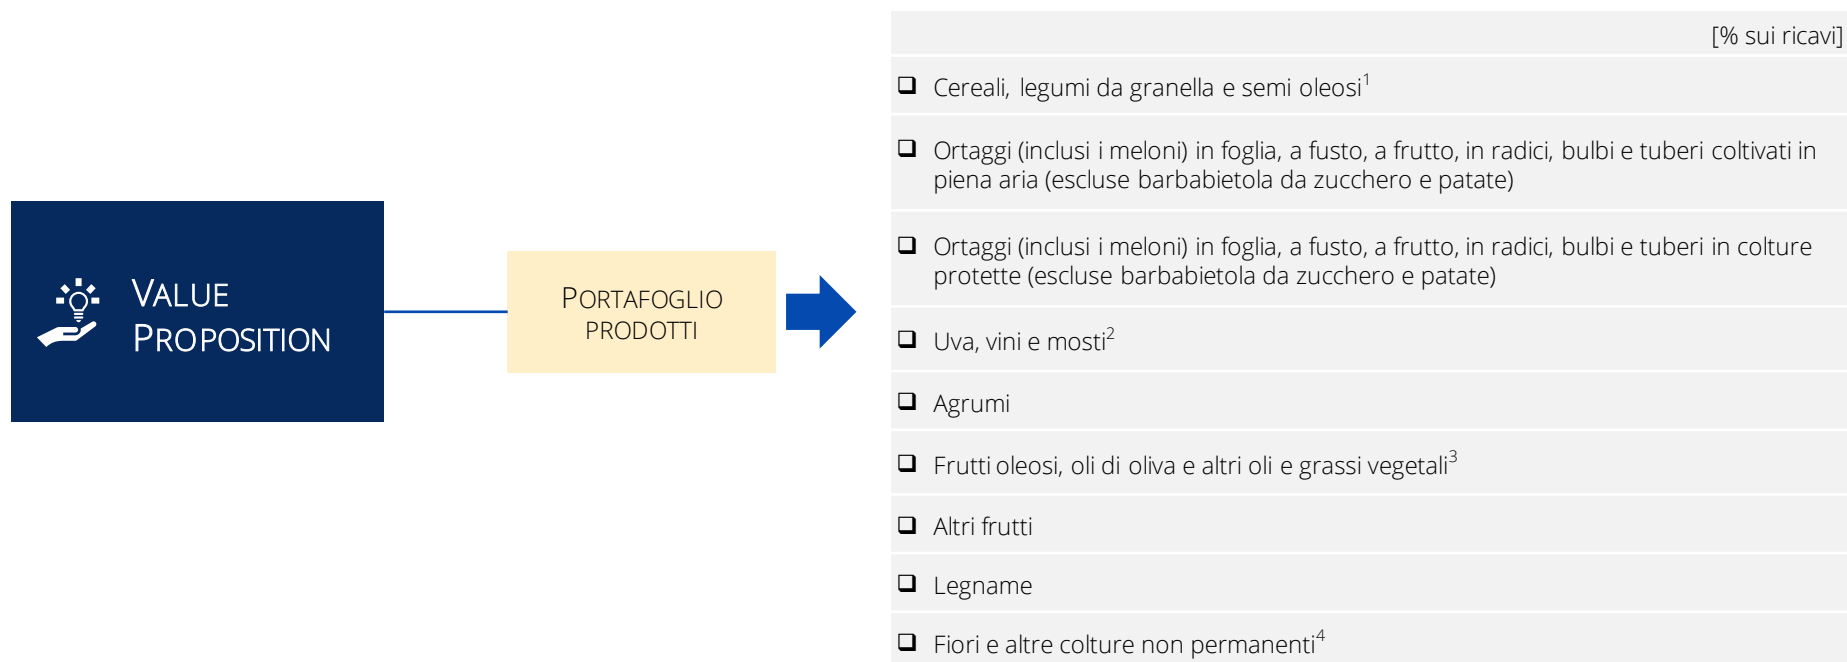 VALUE
PROPOSITION
PORTAFOGLIO
PRODOTTI
[% sui ricavi]
❑ Cereali, legumi da granella e semi oleosi¹
❑ Ortaggi (inclusi i meloni) in foglia, a fusto, a frutto, in radici, bulbi e tuberi coltivati in
piena aria (escluse barbabietola da zucchero e patate)
❑ Ortaggi (inclusi i meloni) in foglia, a fusto, a frutto, in radici, bulbi e tuberi in colture
protette (escluse barbabietola da zucchero e patate)
❑ Uva, vini e mosti²
❑ Agrumi
❑ Frutti oleosi, oli di oliva e altri oli e grassi vegetali³
❑ Altri frutti
❑ Legname
❑ Fiori e altre colture non permanenti⁴